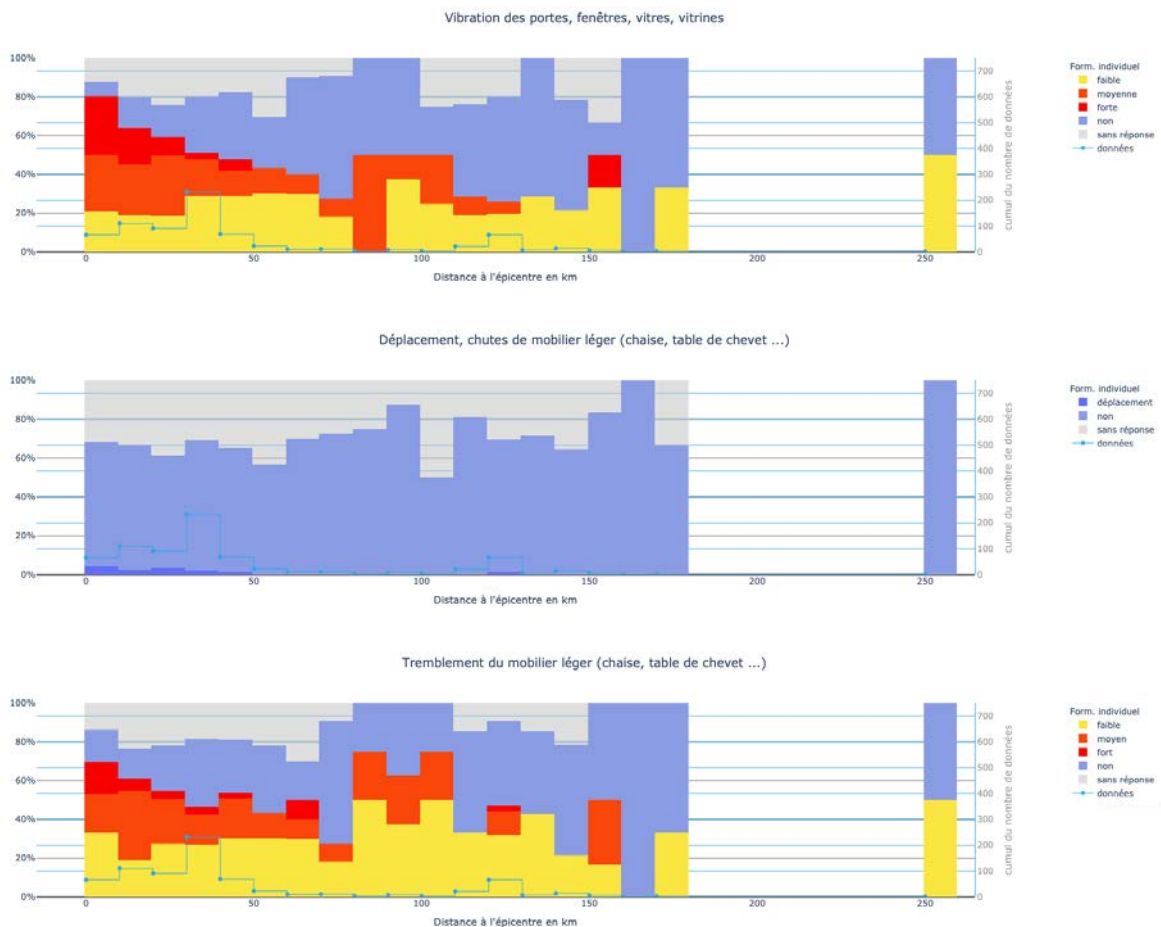 Vibration des portes, fenêtres, vitres, vitrines
100%
80%
60%
40%
20%
0%
0
50
100
150
200
250
Distance à l'épicentre en km
700
600
500
400
300
200
100
0
cumul du nombre de données
Form. individuel
faible
moyenne
forte
non
sans réponse
données
Déplacement, chutes de mobilier léger (chaise, table de chevet ...)
100%
80%
60%
40%
20%
0%
0
50
100
150
200
250
Distance à l'épicentre en km
700
600
500
400
300
200
100
0
cumul du nombre de données
Form. individuel
déplacement
non
sans réponse
données
Tremblement du mobilier léger (chaise, table de chevet ...)
100%
80%
60%
40%
20%
0%
0
50
100
150
200
250
Distance à l'épicentre en km
700
600
500
400
300
200
100
0
cumul du nombre de données
Form. individuel
faible
moyen
fort
non
sans réponse
données